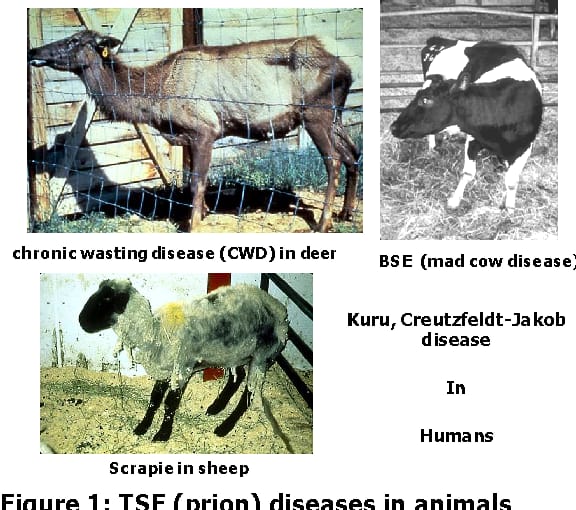 chronic wasting disease (CWD) in deer
BSE (mad cow disease)
Kuru, Creutzfeldt-Jakob
disease
In
Humans
Scrapie in sheep
Figure 1: TSE (prion) diseases in animals